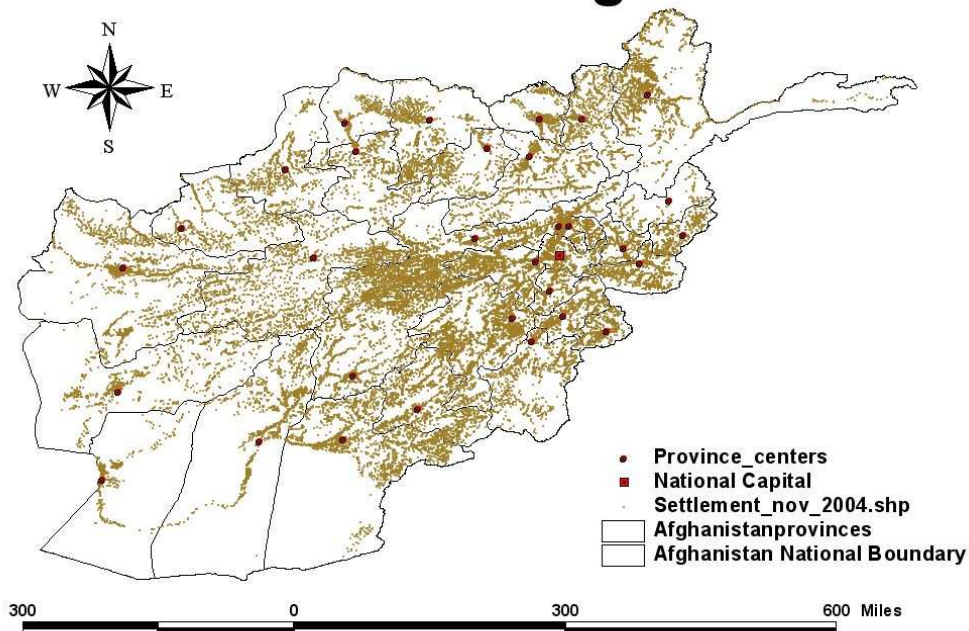 N
W E
S
Province_centers
National Capital
Settlement_nov_2004.shp
Afghanistanprovinces
Afghanistan National Boundary
300 0 300 600 Miles